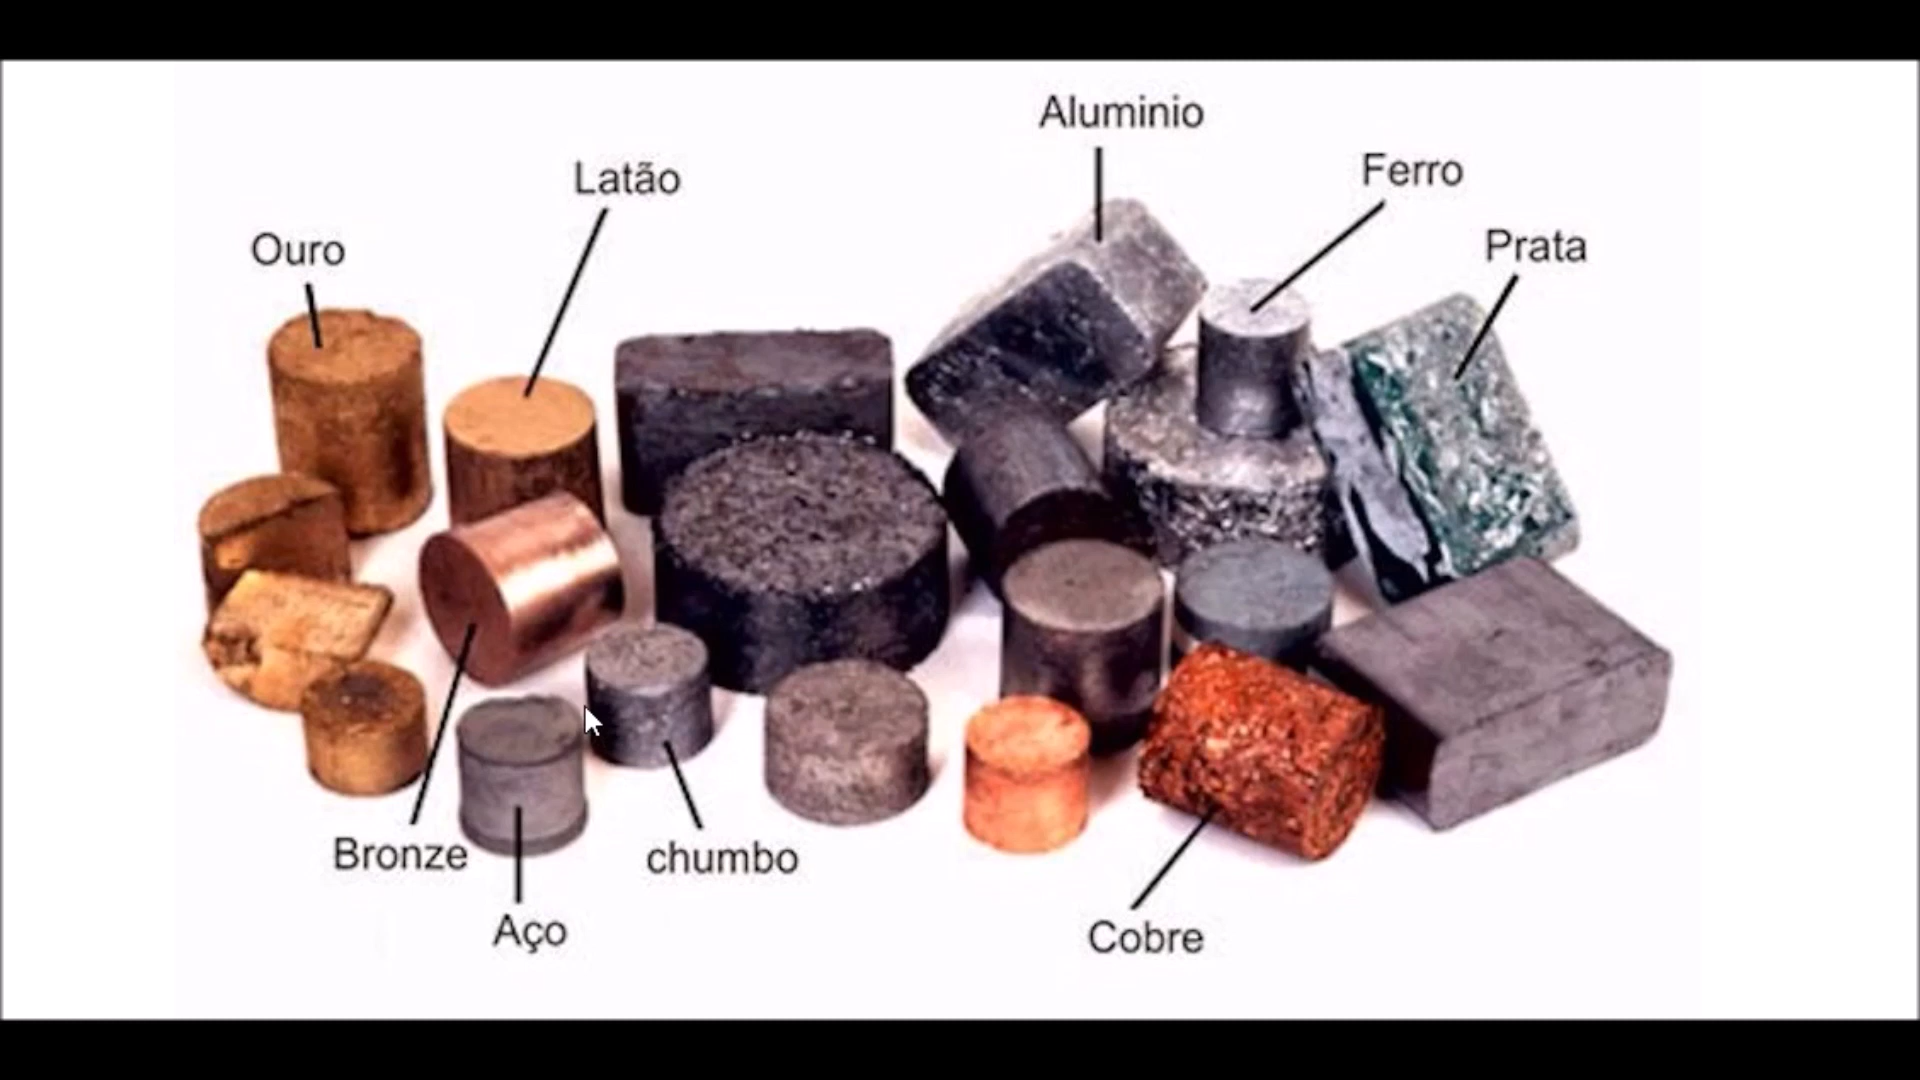 Aluminio
Ferro
Latão
Prata
Ouro
Bronze
chumbo
Aço
Cobre